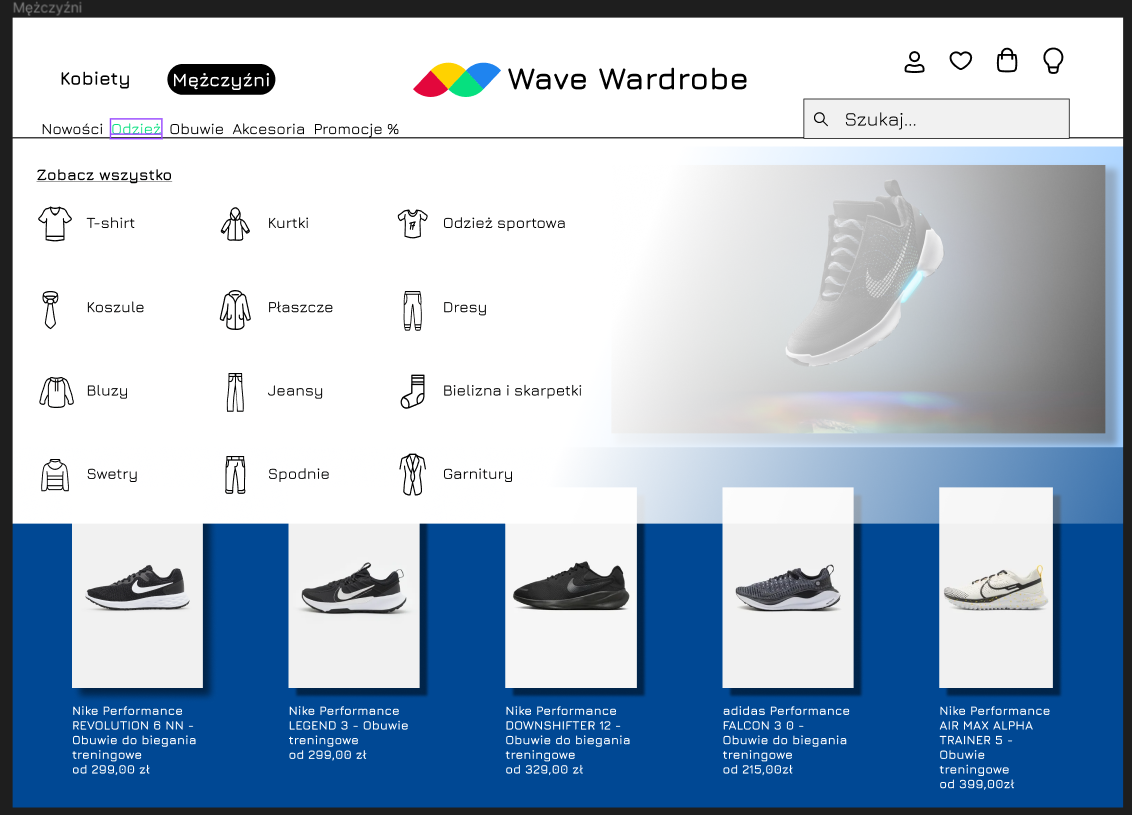 Mężczyźni
Kobiety
Mężczyźni
Wave Wardrobe
Nowości Odzież Obuwie Akcesoria Promocje %
Szukaj...
Zobacz wszystko
T-shirt
Kurtki
Odzież sportowa
Koszule
Płaszcze
Dresy
Bluzy
Jeansy
Bielizna i skarpetki
Swetry
Spodnie
Garnitury
Nike Performance
REVOLUTION 6 NN -
Obuwie do biegania
treningowe
od 299,00 zł
Nike Performance
LEGEND 3 - Obuwie
treningowe
od 299,00 zł
Nike Performance
DOWNSHIFTER 12 -
Obuwie do biegania
treningowe
od 329,00 zł
adidas Performance
FALCON 3 0 -
Obuwie do biegania
treningowe
od 215,00zł
Nike Performance
AIR MAX ALPHA
TRAINER 5 -
Obuwie
treningowe
od 399,00zł